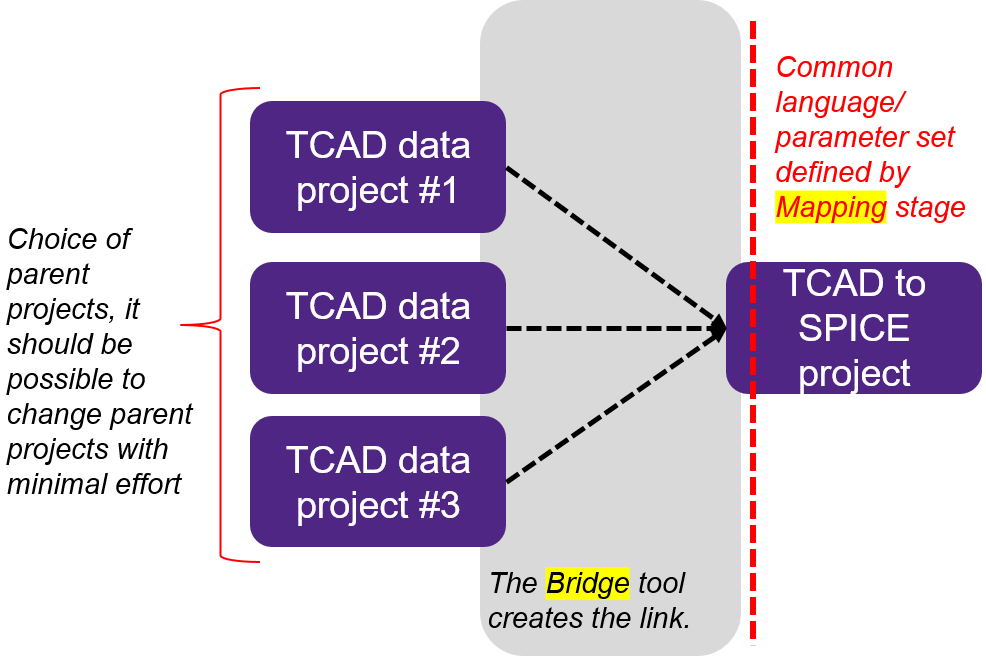 Choice of
parent
projects, it
should be
possible to
change parent
projects with
minimal effort
TCAD data
project #1
TCAD data
project #2
TCAD data
project #3
The Bridge tool
creates the link.
Common
language/
parameter set
defined by
Mapping stage
TCAD to
SPICE
project